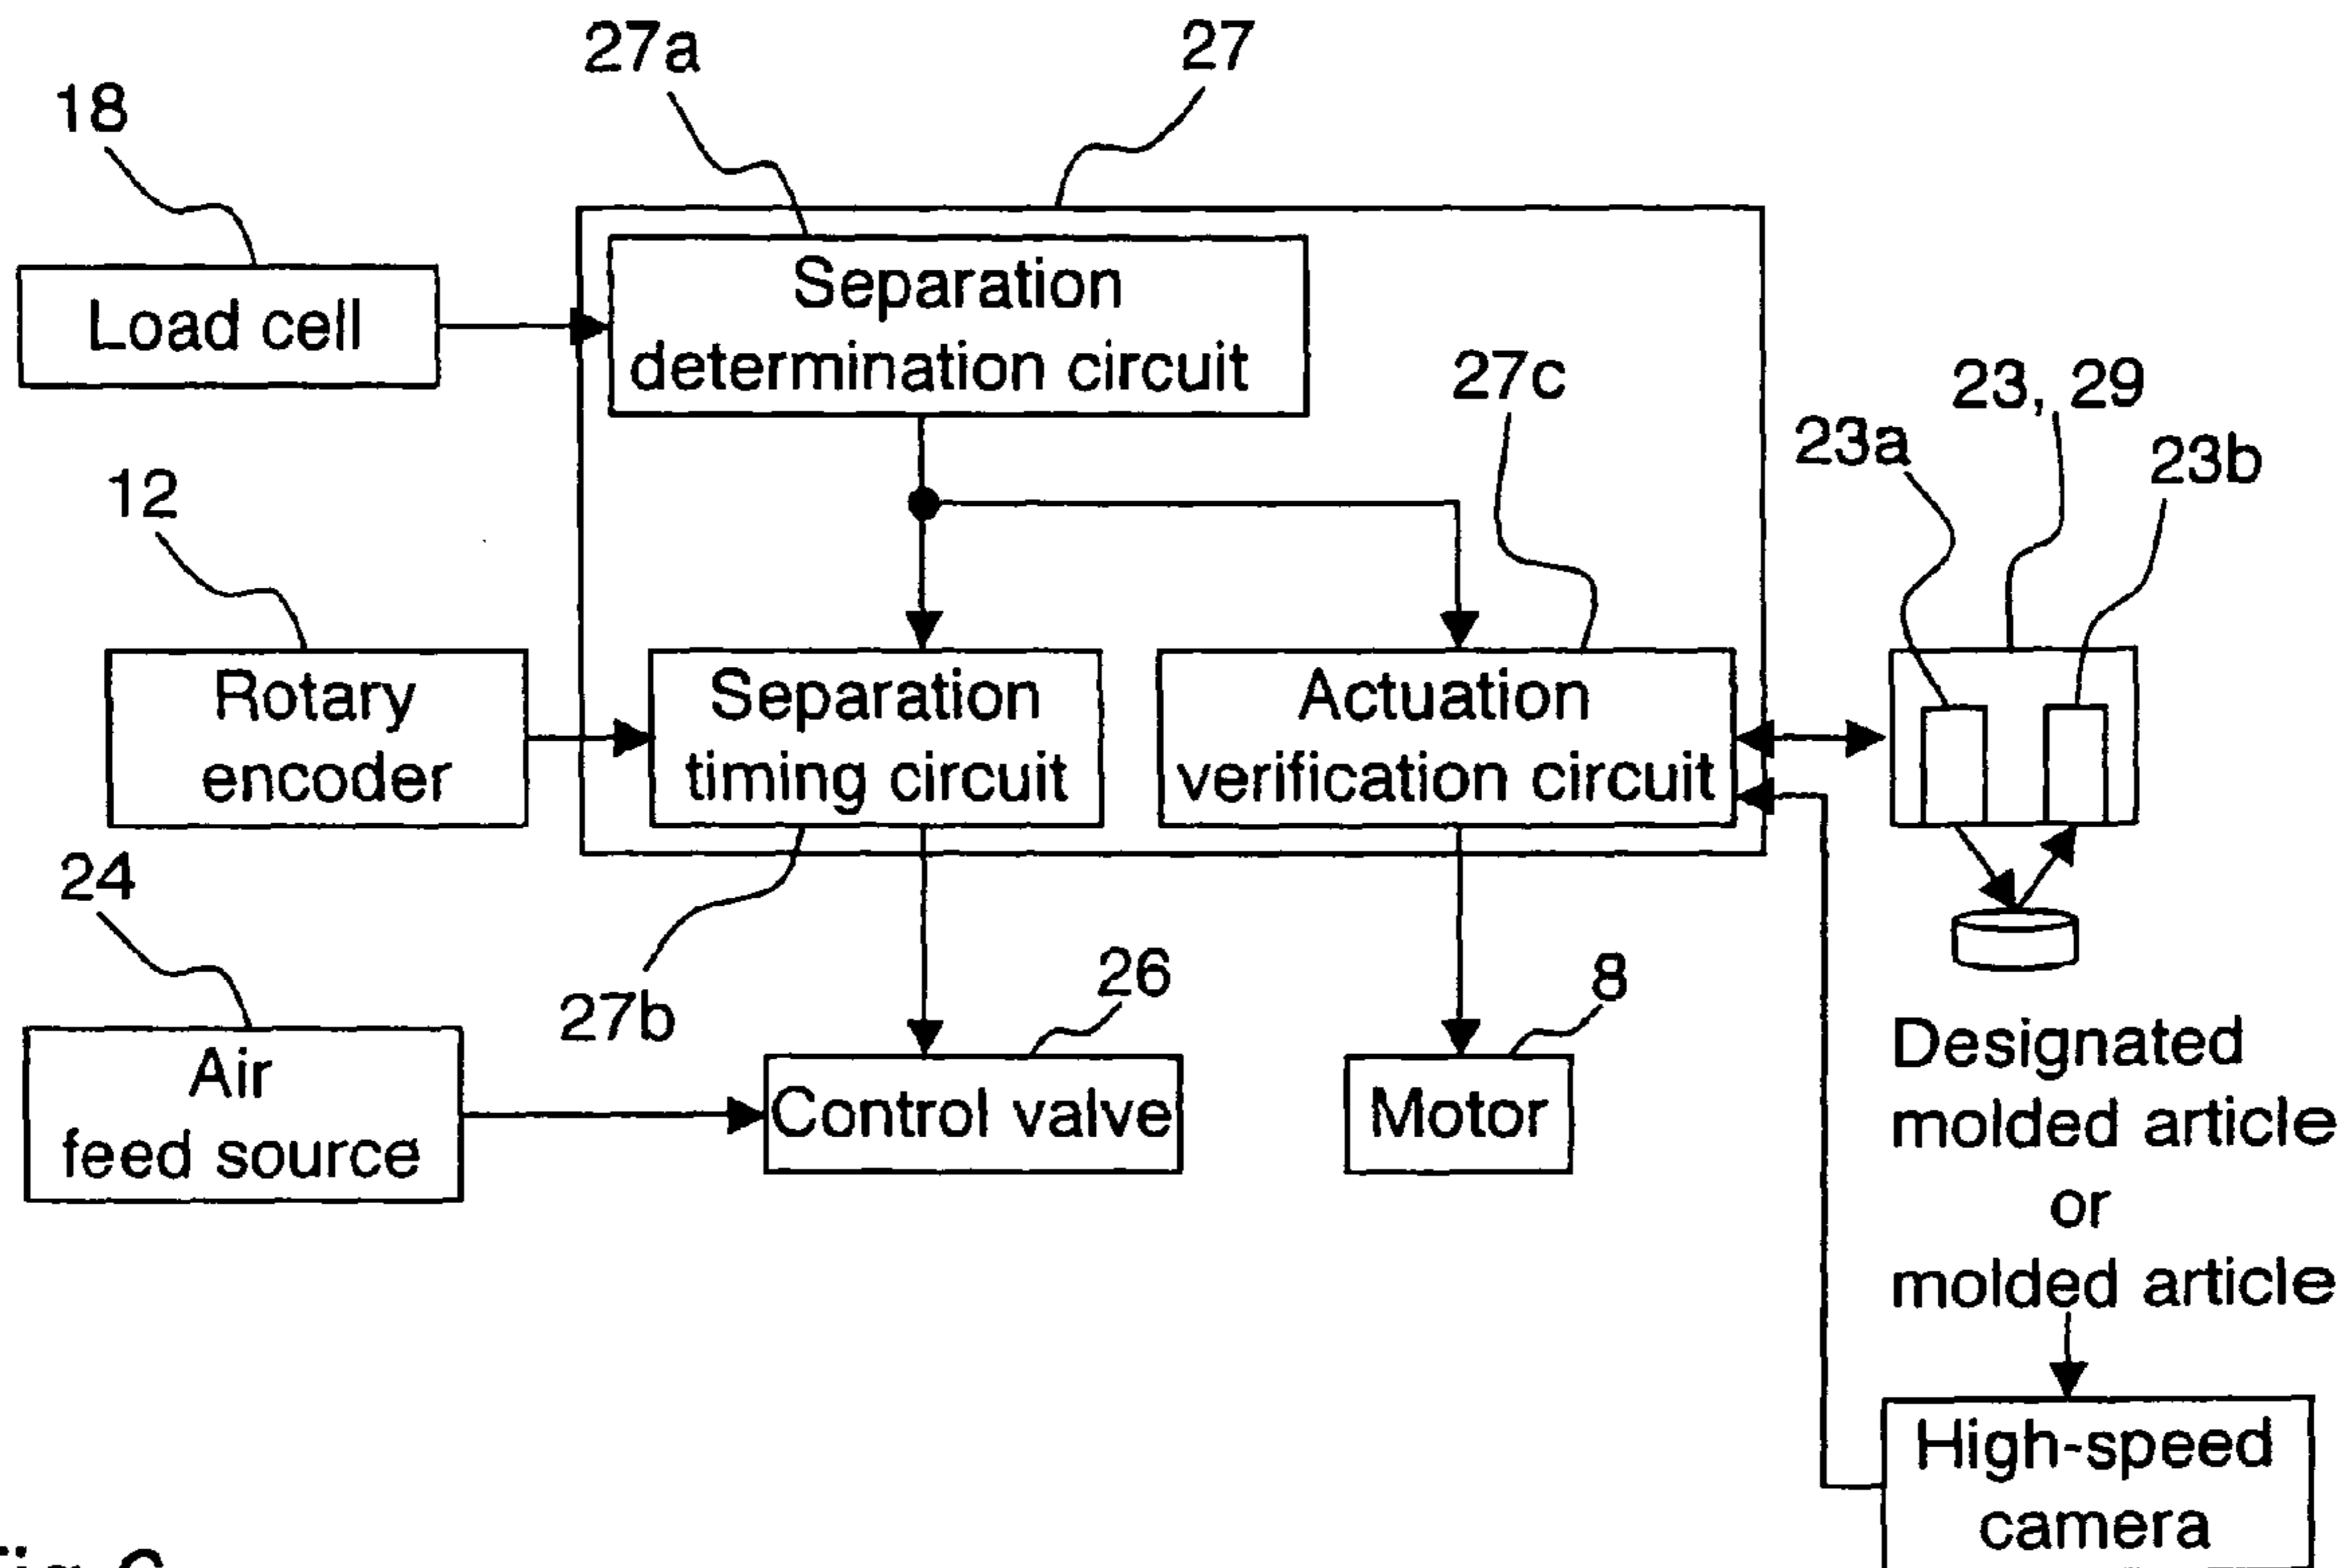 27a
27
18
Separation
determination circuit
Load cell
27c
23, 29
23a
23b
12
Rotary
encoder
Separation
timing circuit
Actuation
verification circuit
24
27b
26
8
Air
feed source
Control valve
Motor
Designated
molded article
or
molded article
High-speed
camera